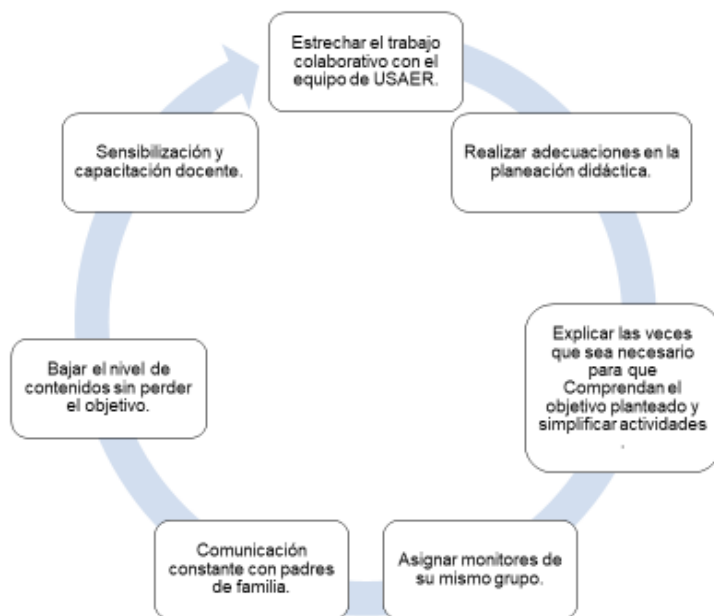 Estrechar el trabajo
colaborativo con el
equipo de USAER.
Realizar adecuaciones en la
planeación didáctica.
Explicar las veces
que sea necesario
para que
Comprendan el
objetivo planteado y
simplificar actividades
.
Asignar monitores de
su mismo grupo.
Comunicación
constante con padres
de familia.
Bajar el nivel de
contenidos sin perder
el objetivo.
Sensibilización y
capacitación docente.